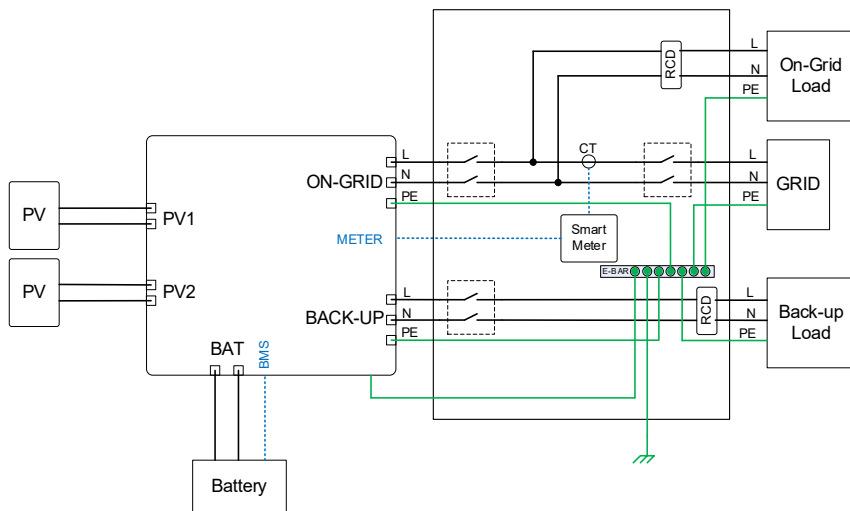 L
N
PE
RCD
On-Grid
Load
CT
L
N
PE
ON-GRID
L
N
PE
GRID
PV
PV1
METER
Smart
Meter
E-BAR
PV
PV2
L
N
PE
BACK-UP
RCD
L
N
PE
Back-up
Load
BAT
BMS
Battery